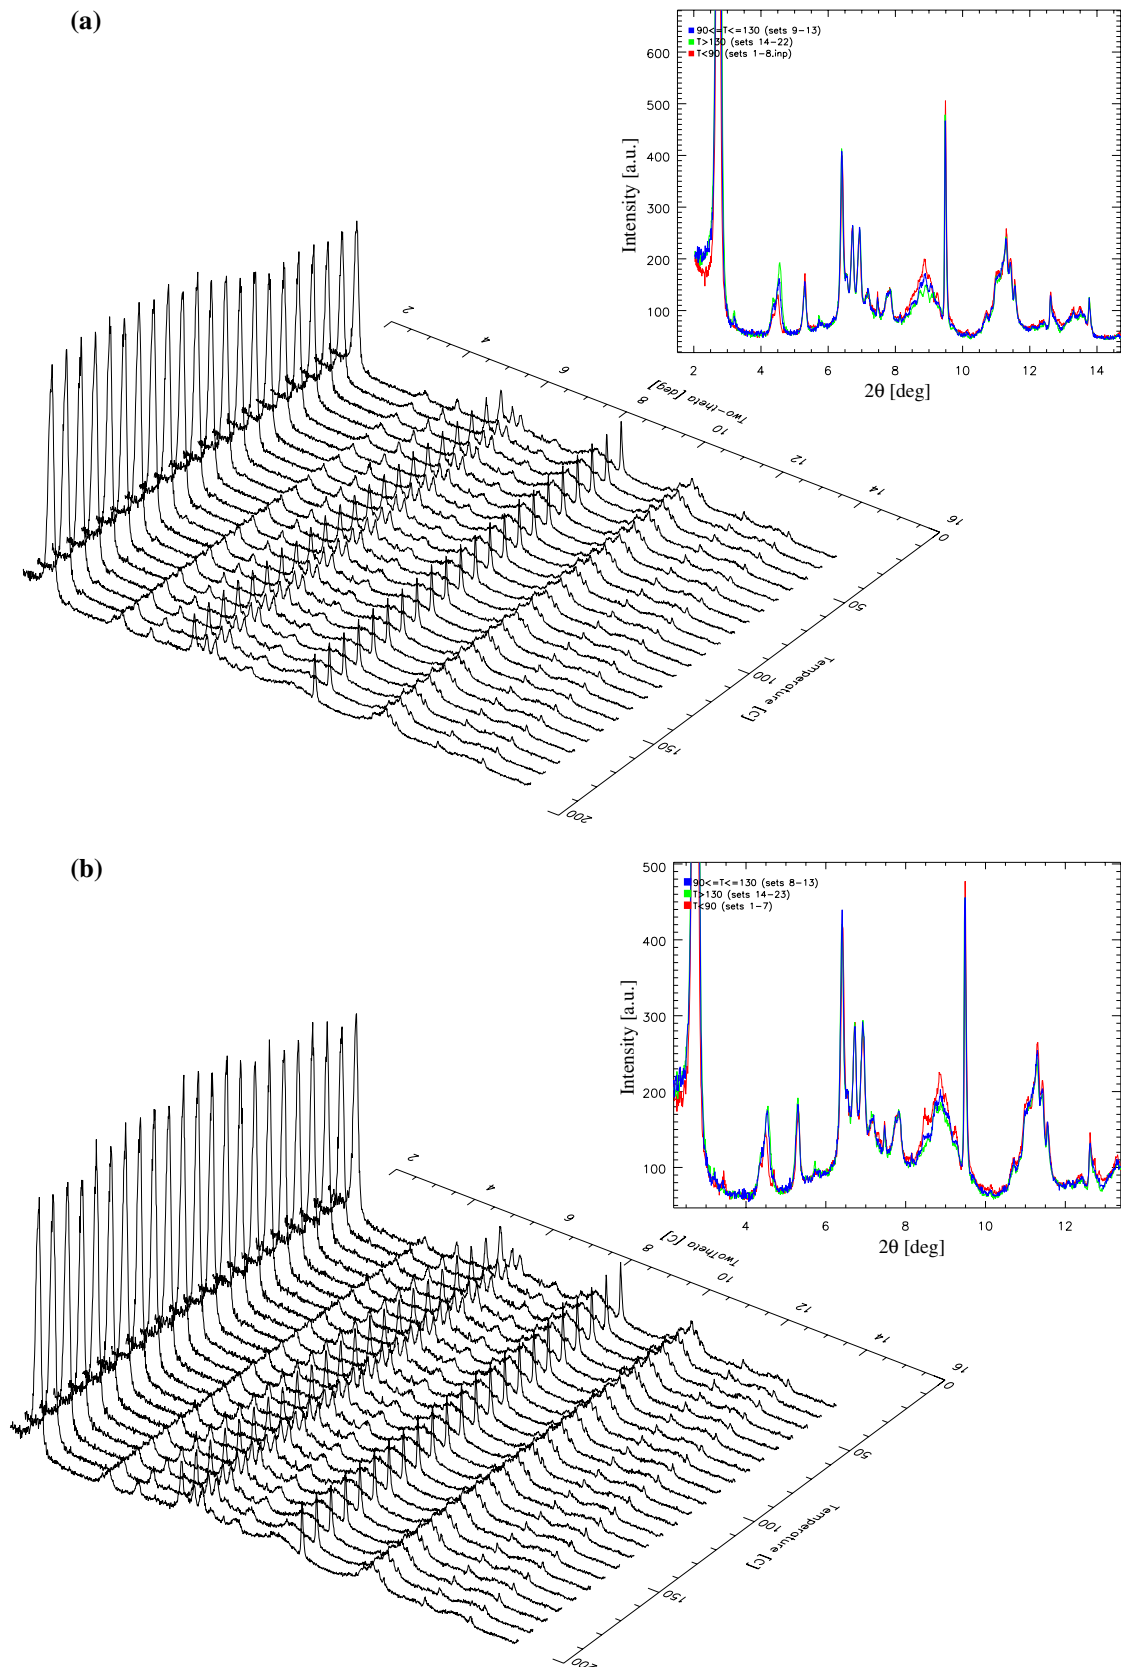 (a)
90<=T<=130 (sets 9-13)
T>130 (sets 14-22)
T<90 (sets 1-8.inp)
600
500
400
300
200
100
Intensity [a.u.]
2 4 6 8 10 12 14
2θ [deg]
2 4 6 8 10 12 14 16
Two-theta [deg]
0 50 100 150 200
Temperature [C]
(b)
90<=T<=130 (sets 8-13)
T>130 (sets 14-23)
T<90 (sets 1-7)
500
400
300
200
100
Intensity [a.u.]
4 6 8 10 12
2θ [deg]
2 4 6 8 10 12 14 16
TwoTheta [C]
0 50 100 150 200
Temperature [C]